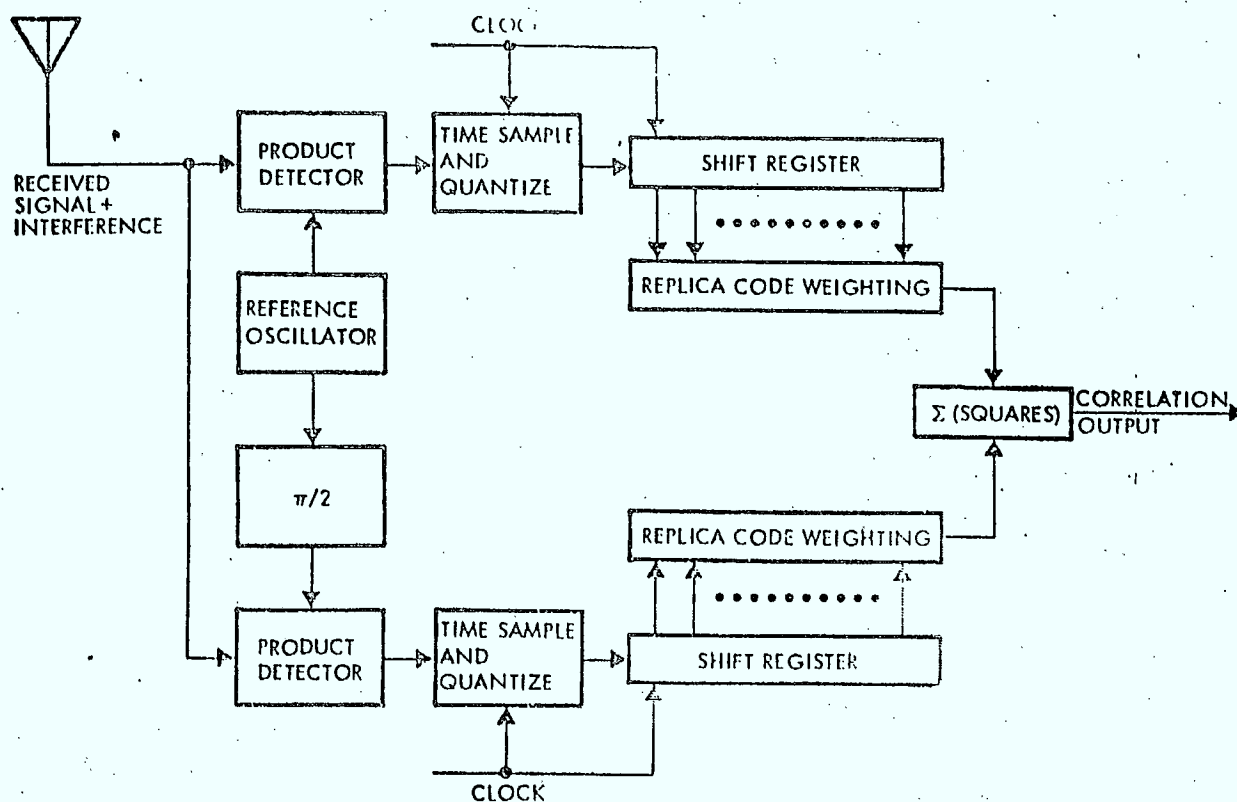 RECEIVED
SIGNAL +
INTERFERENCE
PRODUCT
DETECTOR
REFERENCE
OSCILLATOR
π/2
PRODUCT
DETECTOR
TIME SAMPLE
AND
QUANTIZE
SHIFT REGISTER
REPLICA CODE WEIGHTING
Σ (SQUARES)
CORRELATION
OUTPUT
REPLICA CODE WEIGHTING
TIME SAMPLE
AND
QUANTIZE
SHIFT REGISTER
CLOCK